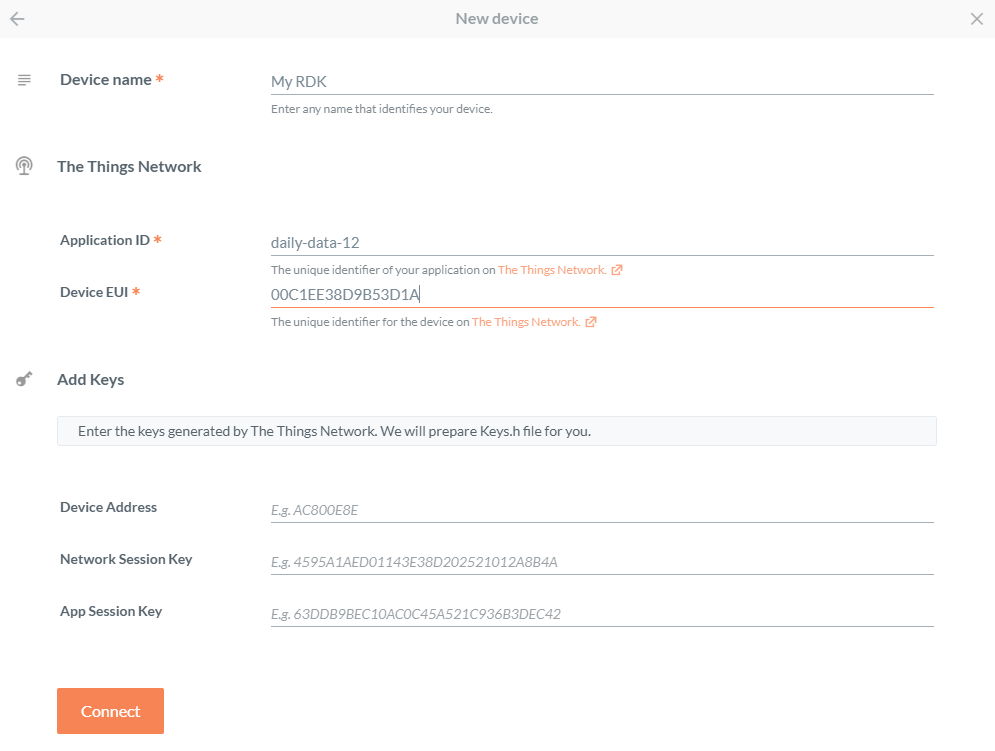 New device
Device name *
My RDK
Enter any name that identifies your device.
The Things Network
Application ID *
daily-data-12
The unique identifier of your application on The Things Network.
Device EUI *
00C1EE38D9B53D1A
The unique identifier for the device on The Things Network.
Add Keys
Enter the keys generated by The Things Network. We will prepare Keys.h file for you.
Device Address
E.g. AC800E8E
Network Session Key
E.g. 4595A1AED01143E38D202521012A8B4A
App Session Key
E.g. 63DDB9BEC10AC0C45A521C936B3DEC42
Connect